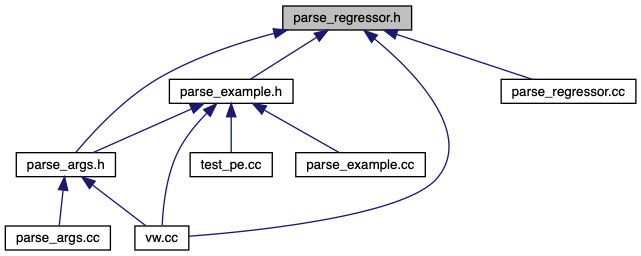 parse_regressor.h
parse_example.h
parse_regressor.cc
parse_args.h
test_pe.cc
parse_example.cc
parse_args.cc
vw.cc